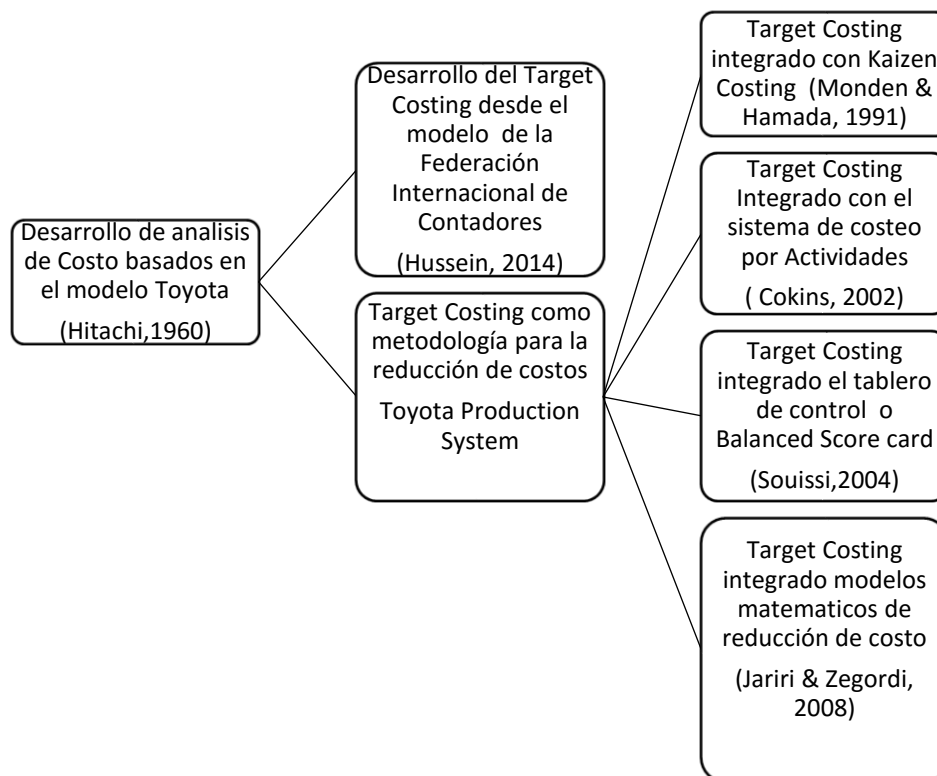 Desarrollo de analisis
de Costo basados en
el modelo Toyota
(Hitachi,1960)
Desarrollo del Target
Costing desde el
modelo de la
Federación
Internacional de
Contadores
(Hussein, 2014)
Target Costing como
metodología para la
reducción de costos
Toyota Production
System
Target Costing
integrado con Kaizen
Costing (Monden &
Hamada, 1991)
Target Costing
Integrado con el
sistema de costeo
por Actividades
( Cokins, 2002)
Target Costing
integrado el tablero
de control o
Balanced Score card
(Souissi,2004)
Target Costing
integrado modelos
matematicos de
reducción de costo
(Jariri & Zegordi,
2008)